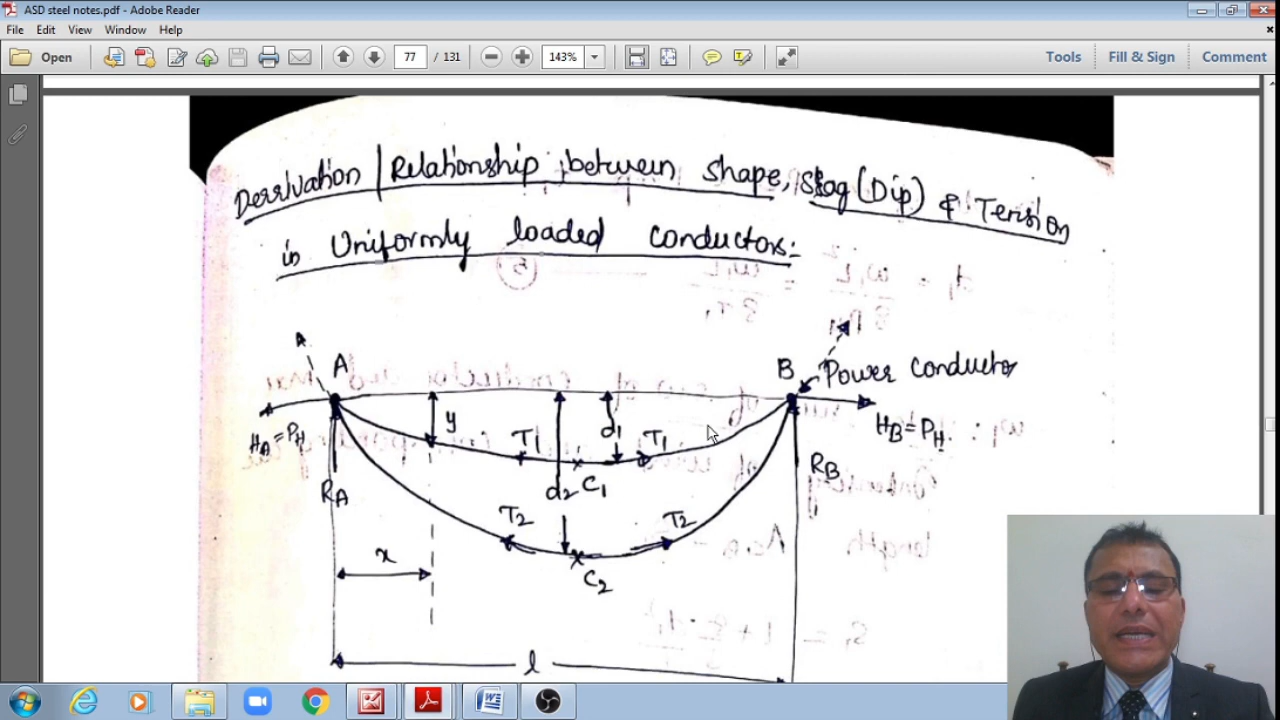 ASD steel notes.pdf - Adobe Reader
File Edit View Window Help
Open 77 / 131 143% Tools Fill & Sign Comment
Derrivation / Relationship between Shape, Slag (Dip) & Tension
in Uniformly loaded conductors:-
A
B
Power conductor
y
d1
HA = PH
HB = PH
T1
T1
RA
d2
C1
RB
T2
T2
x
C2
l